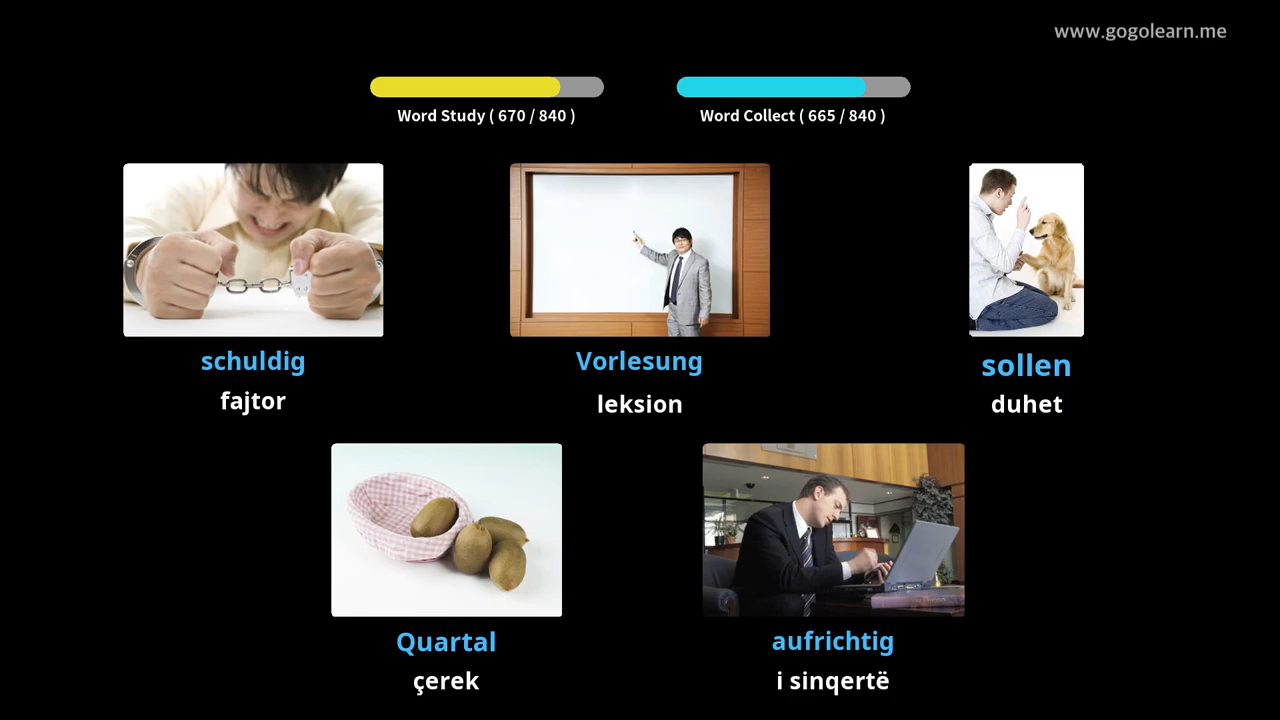 www.gogolearn.me
Word Study ( 670 / 840 )
Word Collect ( 665 / 840 )
schuldig
fajtor
Vorlesung
leksion
sollen
duhet
Quartal
çerek
aufrichtig
i sinqertë